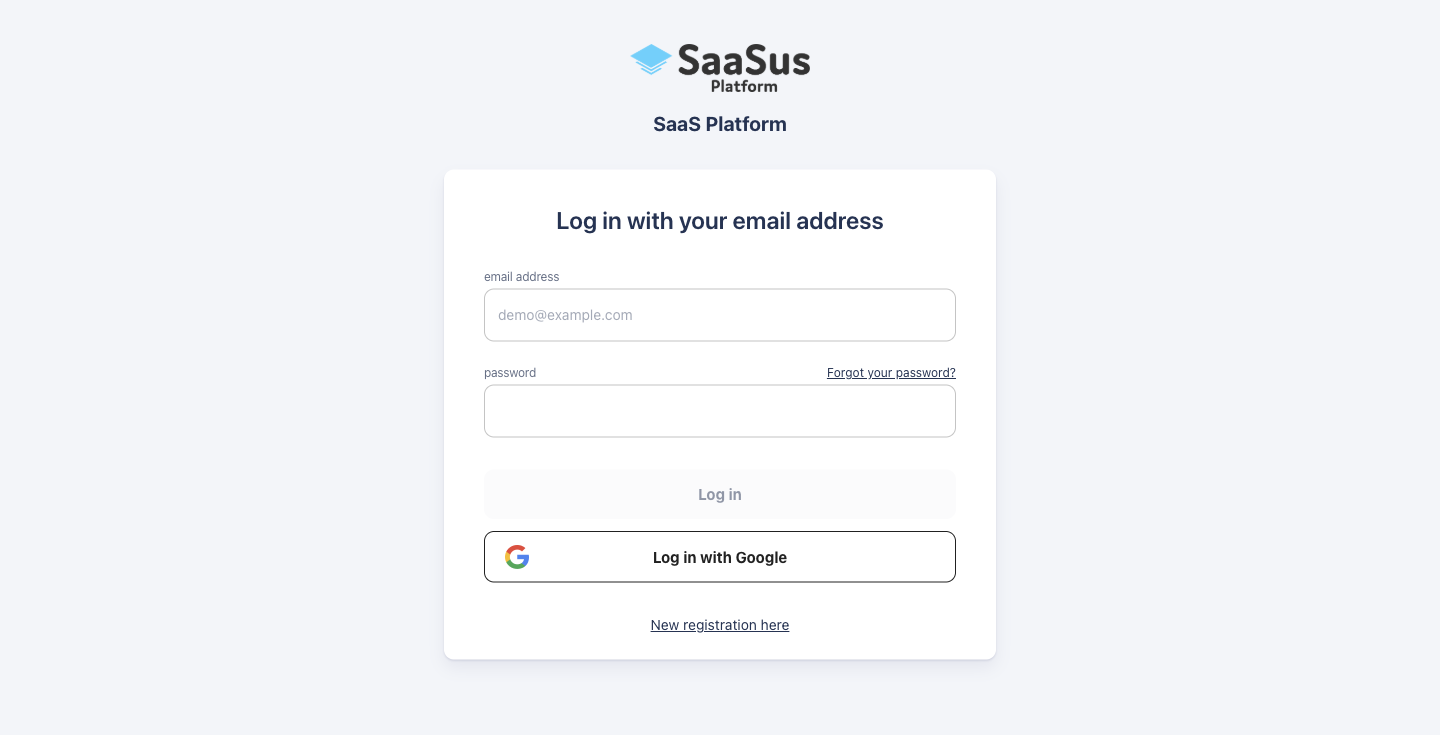 SaaSus
Platform
SaaS Platform
Log in with your email address
email address
demo@example.com
password
Forgot your password?
Log in
Log in with Google
New registration here